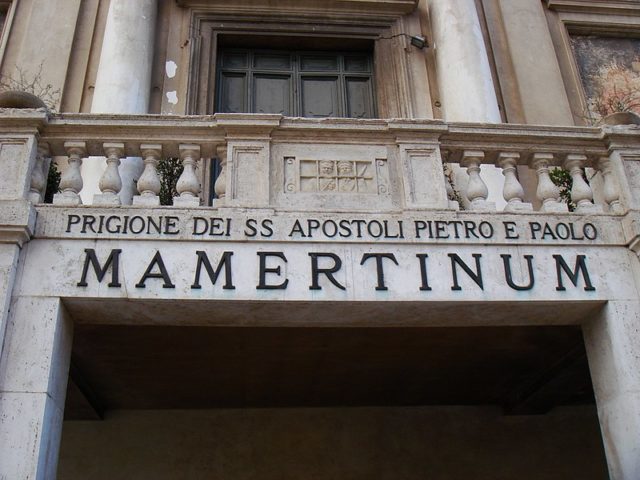 PRIGIONE DEI SS APOSTOLI PIETRO E PAOLO
MAMERTINUM